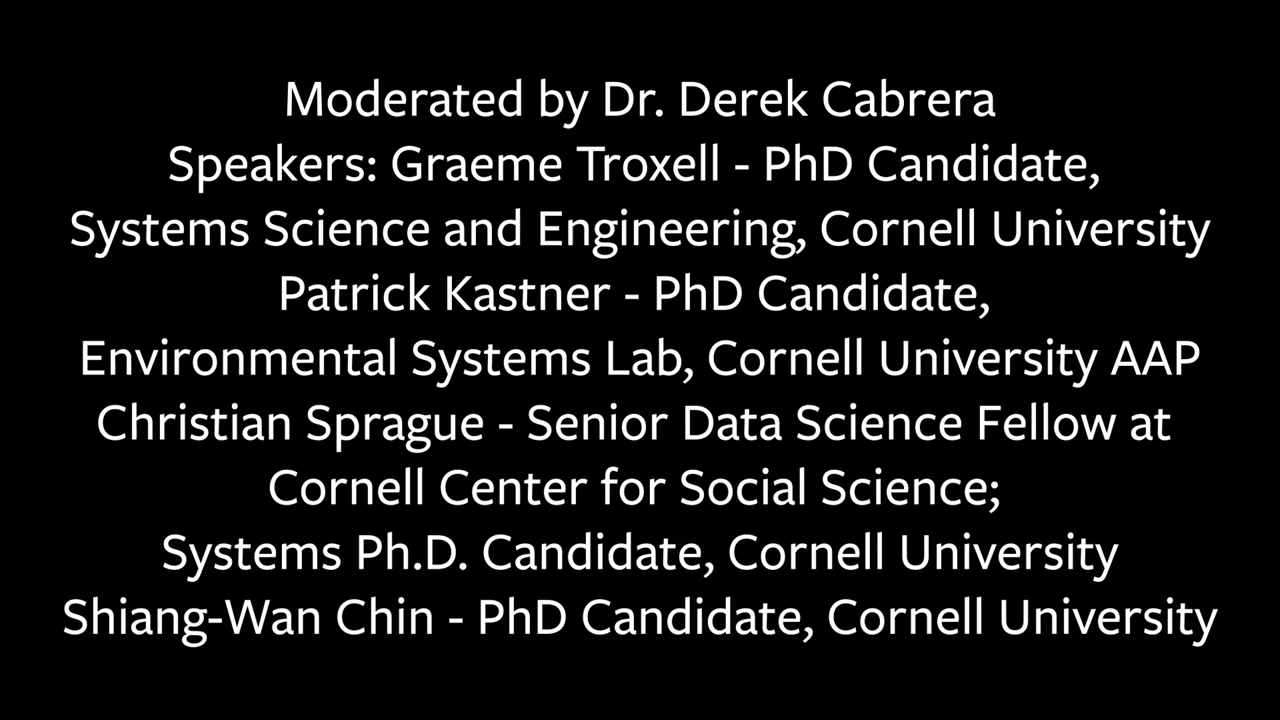 Moderated by Dr. Derek Cabrera
Speakers: Graeme Troxell - PhD Candidate,
Systems Science and Engineering, Cornell University
Patrick Kastner - PhD Candidate,
Environmental Systems Lab, Cornell University AAP
Christian Sprague - Senior Data Science Fellow at
Cornell Center for Social Science;
Systems Ph.D. Candidate, Cornell University
Shiang-Wan Chin - PhD Candidate, Cornell University